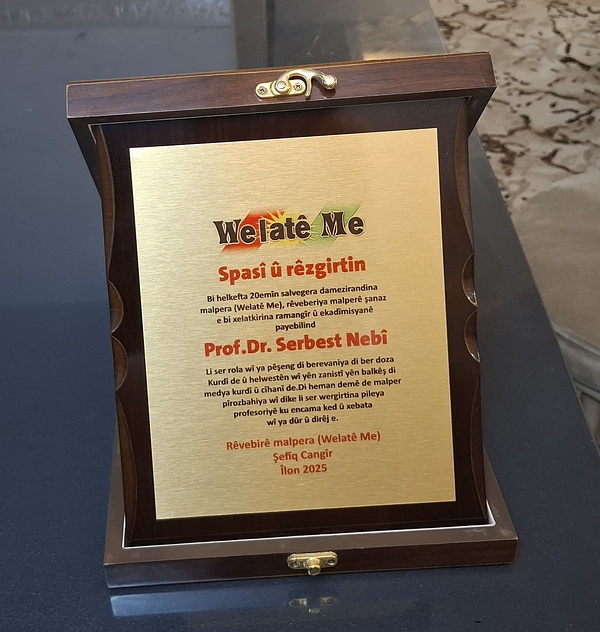 Welatê Me
Spasî û rêzgirtin
Bi helkefta 20emîn salvegera damezirandina
malpera (Welatê Me), rêveberiya malperê şanaz
e bi xelatkirina ramangîr û ekadîmisyanê
payebilind
Prof.Dr. Serbest Nebî
Li ser rola wî ya pêşeng di berevaniya di ber doza
Kurdî de û helwestên wî yên zanistî yên balkêş di
medya kurdî û cîhanî de.Di heman demê de malper
pîrozbahiya wî dike li ser wergirtina pileya
profesoriyê ku encama ked û xebata
wî ya dûr û dirêj e.
Rêvebirê malpera (Welatê Me)
Şefîq Cangîr
Îlon 2025